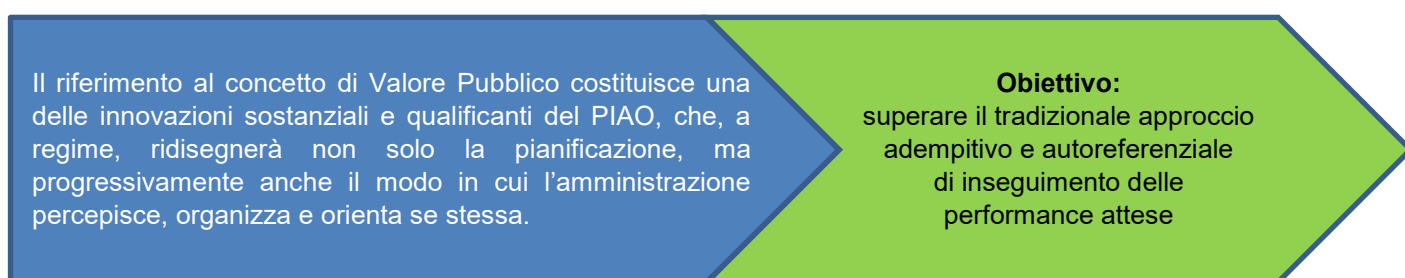 Il riferimento al concetto di Valore Pubblico costituisce una
delle innovazioni sostanziali e qualificanti del PIAO, che, a
regime, ridisegnerà non solo la pianificazione, ma
progressivamente anche il modo in cui l’amministrazione
percepisce, organizza e orienta se stessa.
Obiettivo:
superare il tradizionale approccio
adempitivo e autoreferenziale
di inseguimento delle
performance attese